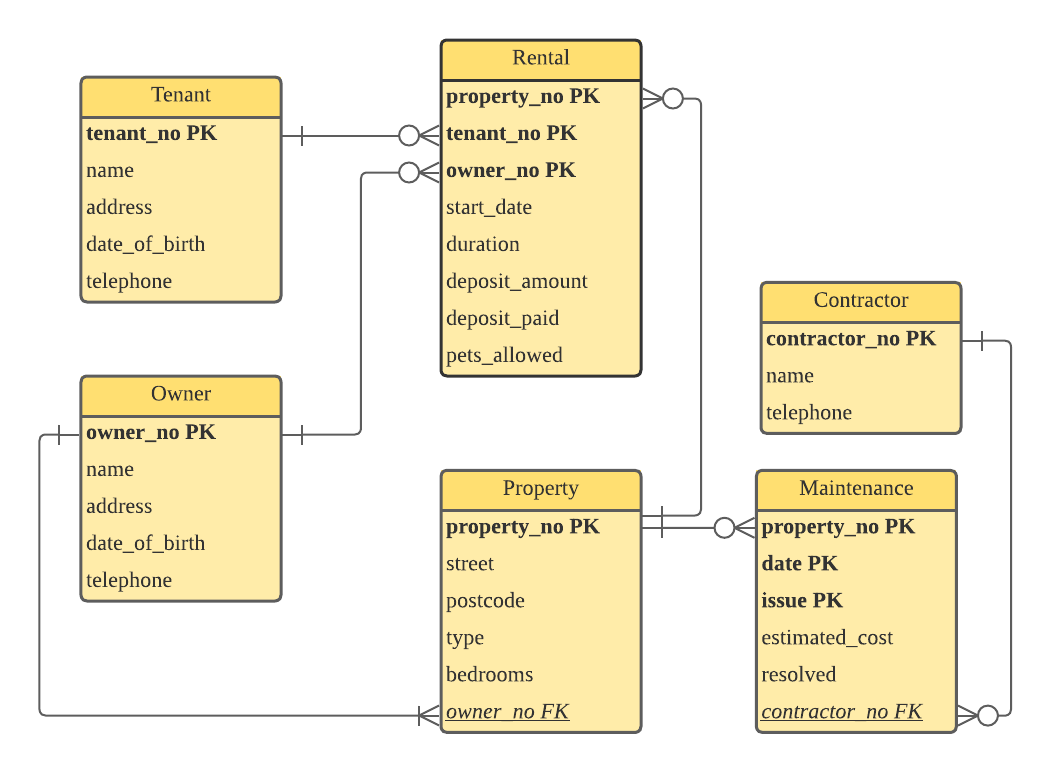 Tenant
tenant_no PK
name
address
date_of_birth
telephone
Rental
property_no PK
tenant_no PK
owner_no PK
start_date
duration
deposit_amount
deposit_paid
pets_allowed
Owner
owner_no PK
name
address
date_of_birth
telephone
Property
property_no PK
street
postcode
type
bedrooms
owner_no FK
Contractor
contractor_no PK
name
telephone
Maintenance
property_no PK
date PK
issue PK
estimated_cost
resolved
contractor_no FK